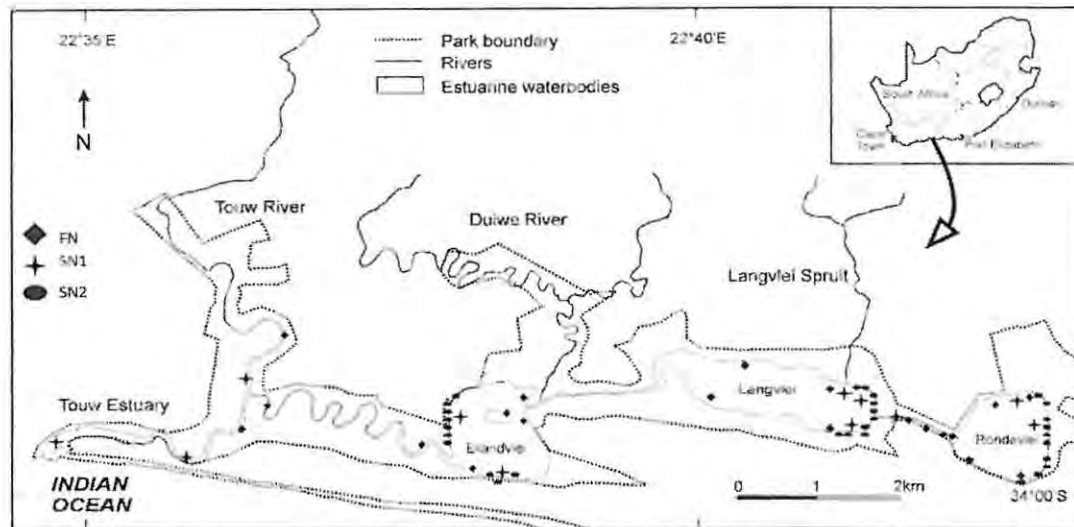 22°35 E
Park boundary
22°40'E
Rivers
Estuarine waterbodies
South Africa
Durban
Cape
Town
Port Elizabeth
N
Touw River
Duiwe River
FN
SN1
SN2
Langvlei Spruit
Langvlei
Touw Estuary
Eilandvlei
Rondevlei
INDIAN
OCEAN
0 1 2km
34°00 S